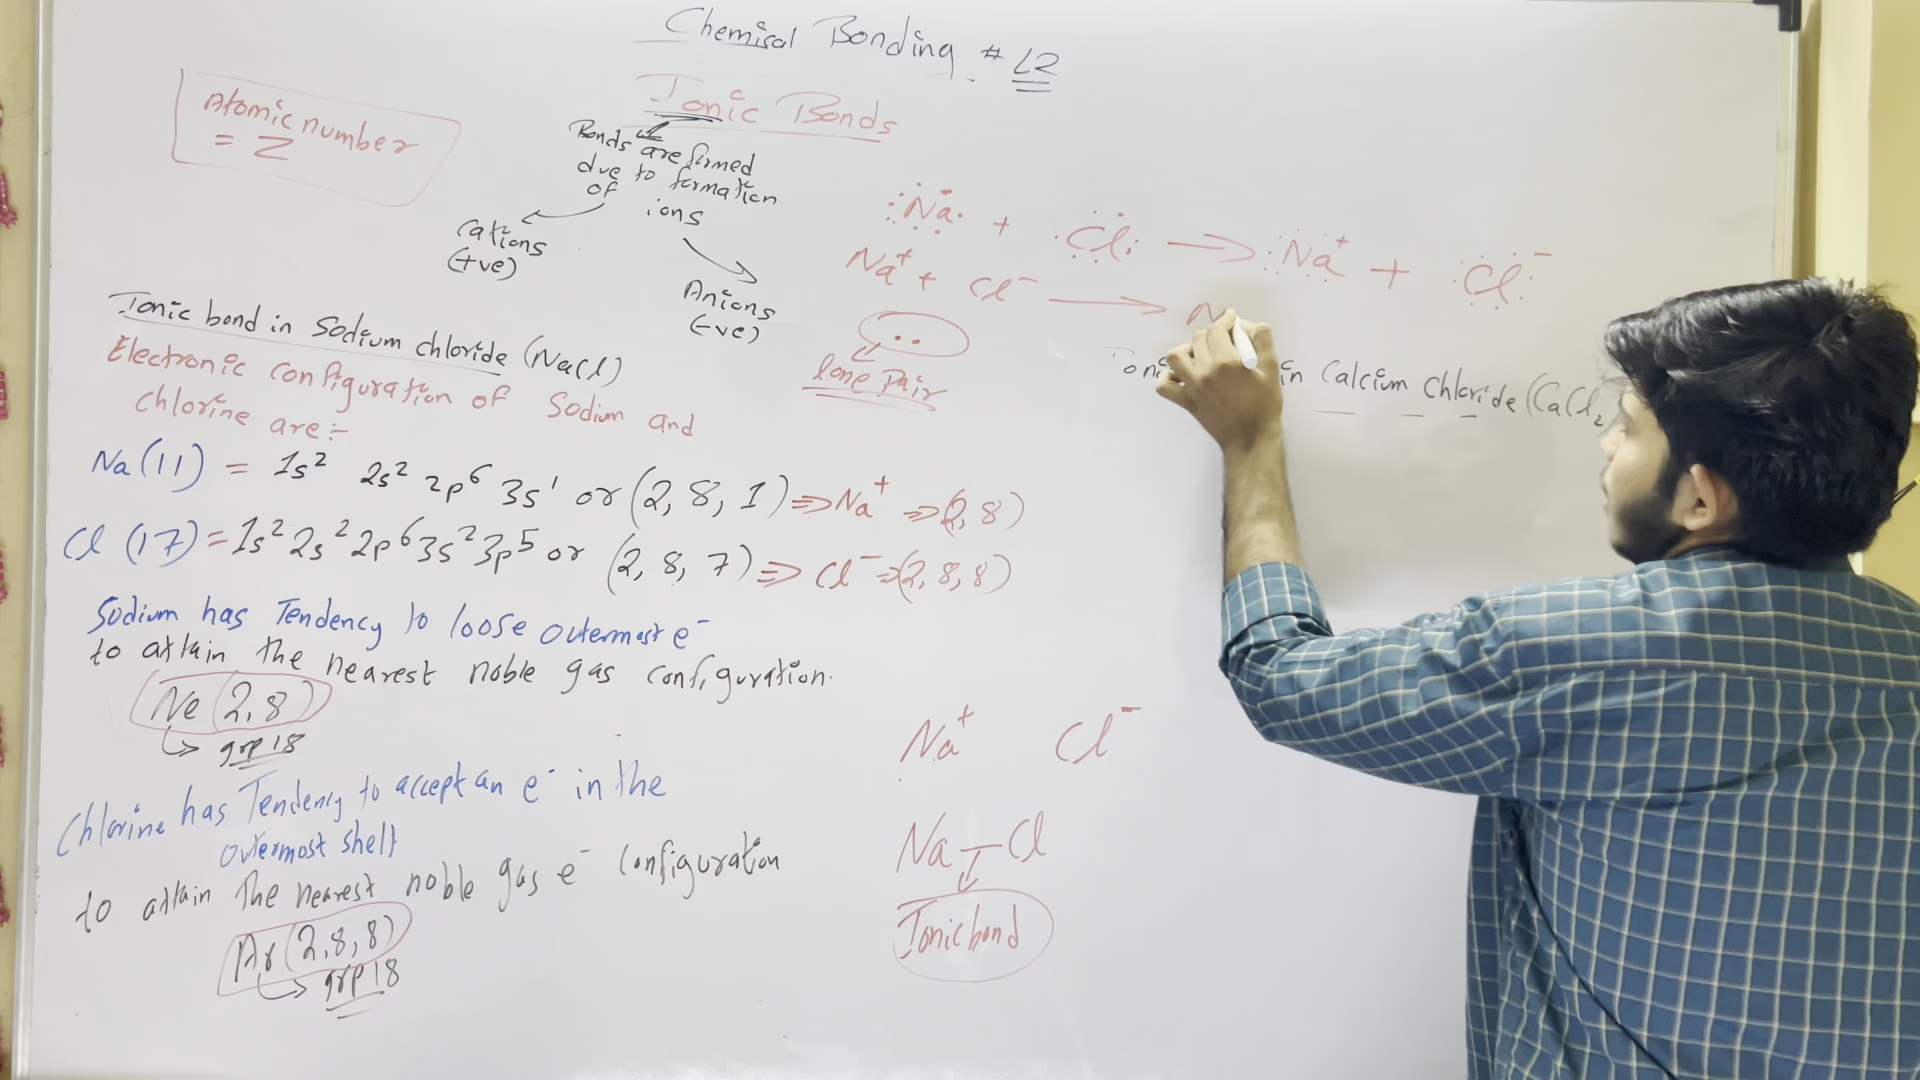 Chemical Bonding # L2
Ionic Bonds
Atomic number
= Z
Bonds are formed
due to formation
of ions
Cations
(+ve)
Anions
(-ve)
Na + Cl → Na⁺ + Cl⁻
Na⁺ + Cl⁻ → N
lone pair
Ionic bond in Sodium chloride (NaCl)
Electronic configuration of Sodium and
chlorine are :-
Na (11) = 1s² 2s² 2p⁶ 3s¹ or (2, 8, 1) ⇒ Na⁺ ⇒ (2, 8)
Cl (17) = 1s² 2s² 2p⁶ 3s² 3p⁵ or (2, 8, 7) ⇒ Cl⁻ ⇒ (2, 8, 8)
Sodium has Tendency to loose outermost e⁻
to attain the nearest noble gas configuration.
Ne (2, 8)
↳ grp 18
Chlorine has Tendency to accept an e⁻ in the
outermost shell
to attain the nearest noble gas e⁻ configuration
Ar (2, 8, 8)
↳ grp 18
in Calcium Chloride (CaCl₂
Na⁺ Cl⁻
Na — Cl
Ionic bond